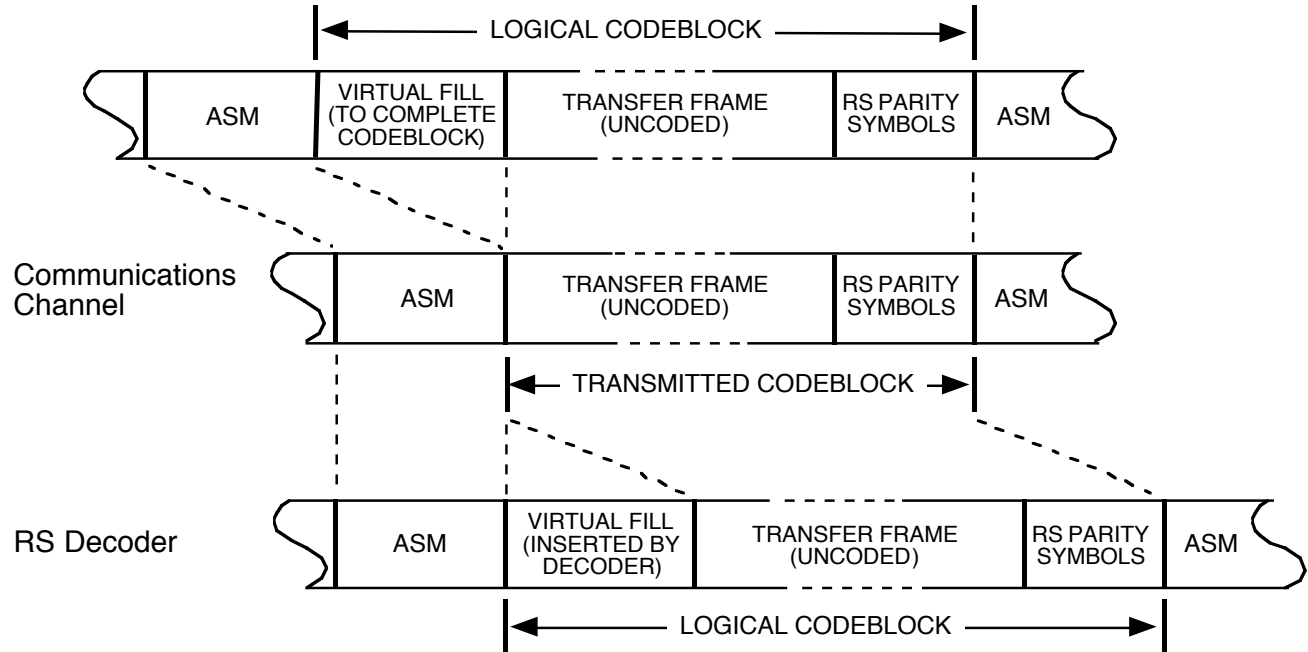 LOGICAL CODEBLOCK
ASM
VIRTUAL FILL
(TO COMPLETE
CODEBLOCK)
TRANSFER FRAME
(UNCODED)
RS PARITY
SYMBOLS
ASM
Communications
Channel
ASM
TRANSFER FRAME
(UNCODED)
RS PARITY
SYMBOLS
ASM
TRANSMITTED CODEBLOCK
RS Decoder
ASM
VIRTUAL FILL
(INSERTED BY
DECODER)
TRANSFER FRAME
(UNCODED)
RS PARITY
SYMBOLS
ASM
LOGICAL CODEBLOCK